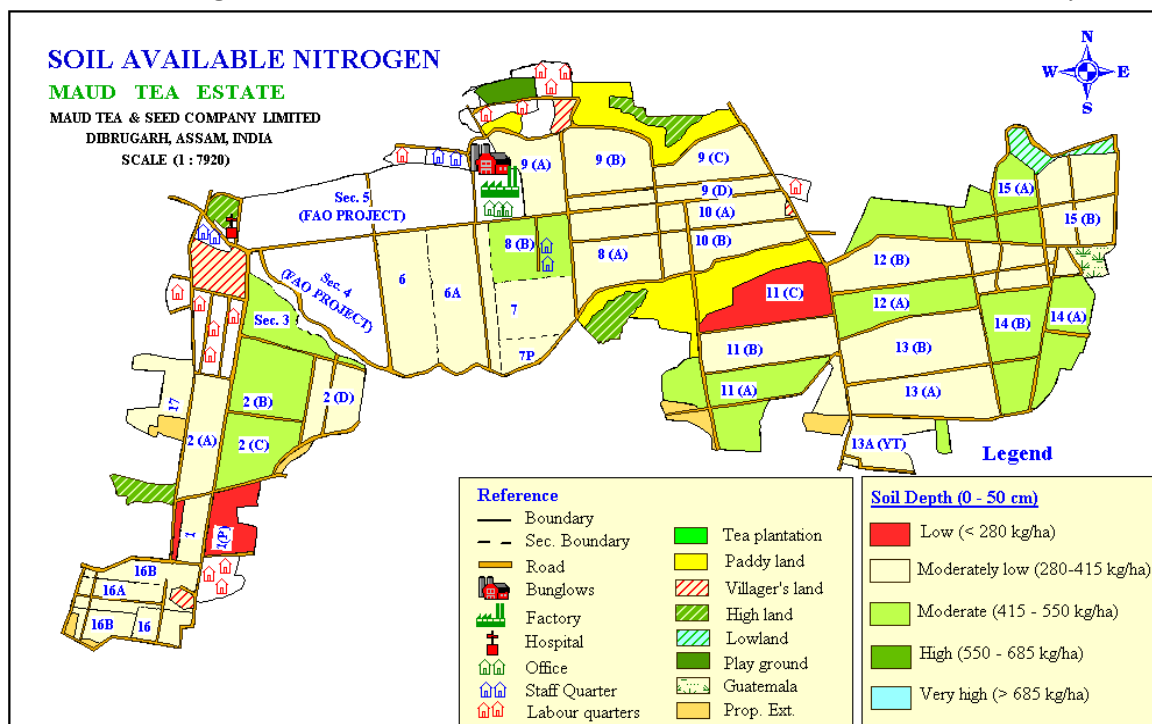 SOIL AVAILABLE NITROGEN
MAUD TEA ESTATE
MAUD TEA & SEED COMPANY LIMITED
DIBRUGARH, ASSAM, INDIA
SCALE (1 : 7920)
N
W E
S
9 (A)
9 (B)
9 (C)
9 (D)
Sec. 5
(FAO PROJECT)
10 (A)
10 (B)
15 (A)
15 (B)
8 (B)
8 (A)
Sec. 4
(FAO PROJECT)
6
6A
7
7P
12 (B)
12 (A)
11 (C)
14 (A)
14 (B)
Sec. 3
11 (B)
13 (B)
11 (A)
13 (A)
17
2 (B)
2 (D)
2 (A)
2 (C)
13A (YT)
1
1(P)
16B
16A
16B
16
Legend
Reference
Boundary
Sec. Boundary
Road
Bunglows
Factory
Hospital
Office
Staff Quarter
Labour quarters
Tea plantation
Paddy land
Villager's land
High land
Lowland
Play ground
Guatemala
Prop. Ext.
Soil Depth (0 - 50 cm)
Low (< 280 kg/ha)
Moderately low (280-415 kg/ha)
Moderate (415 - 550 kg/ha)
High (550 - 685 kg/ha)
Very high (> 685 kg/ha)